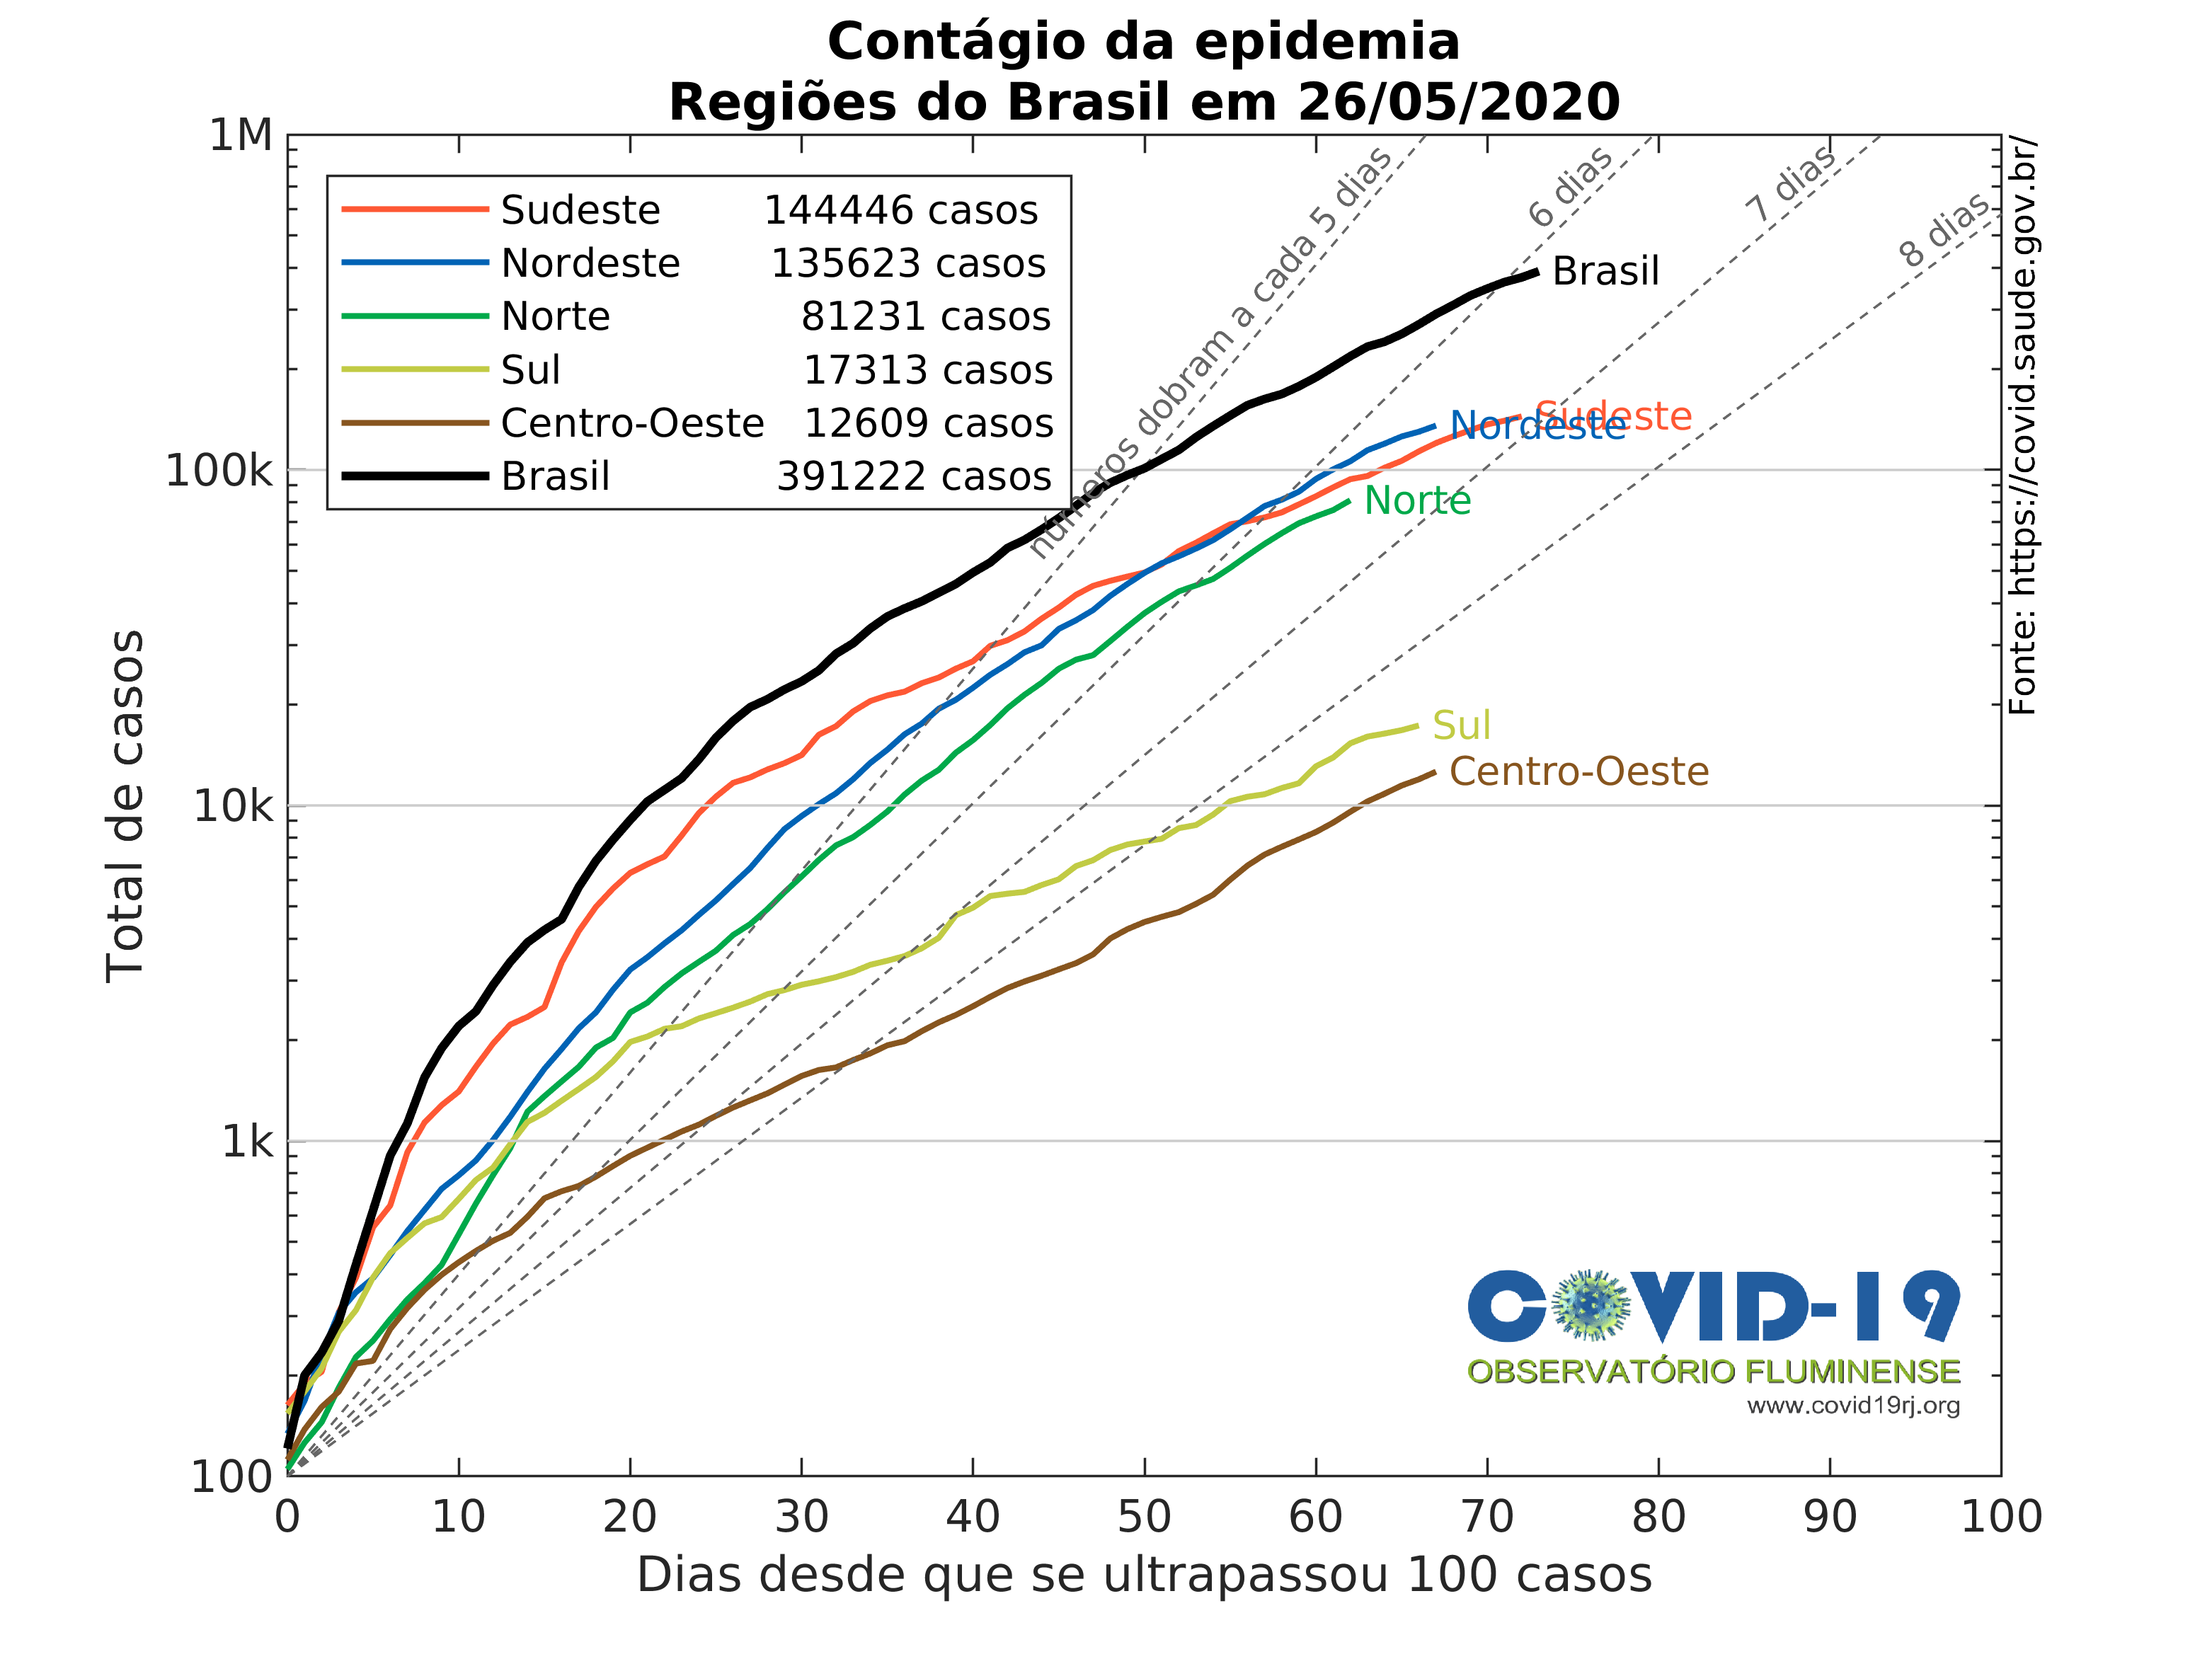 Contágio da epidemia
Regiões do Brasil em 26/05/2020
1M
100k
10k
1k
100
Total de casos
Sudeste 144446 casos
Nordeste 135623 casos
Norte 81231 casos
Sul 17313 casos
Centro-Oeste 12609 casos
Brasil 391222 casos
números dobram a cada 5 dias
6 dias
7 dias
8 dias
Brasil
Sudeste
Nordeste
Norte
Sul
Centro-Oeste
Fonte: https://covid.saude.gov.br/
COVID-19
OBSERVATÓRIO FLUMINENSE
www.covid19rj.org
0 10 20 30 40 50 60 70 80 90 100
Dias desde que se ultrapassou 100 casos